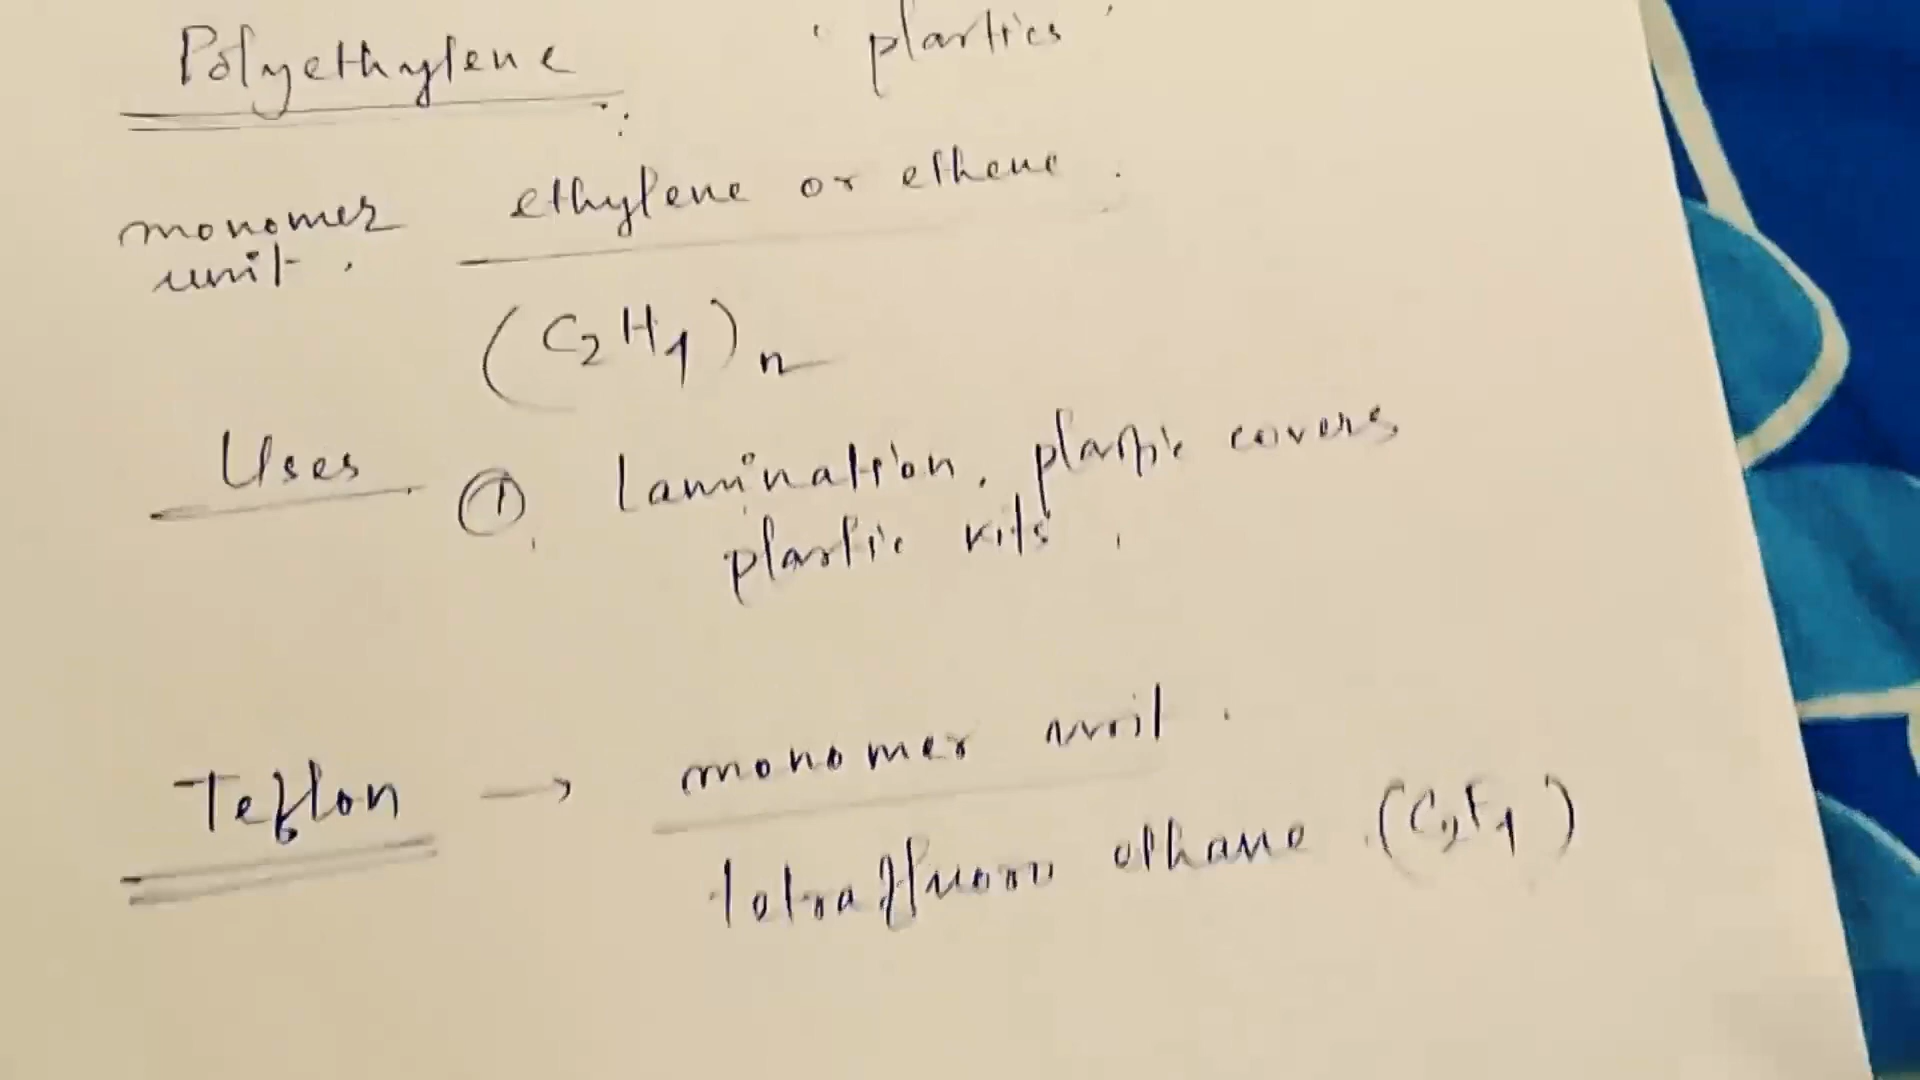 Polyethylene : 'plastics'
monomer unit. ethylene or ethene.
(C2H4)n
Uses ① Lamination, plastic covers,
plastic kits.
Teflon → monomer unit.
tetrafluoro ethane (C2F4)